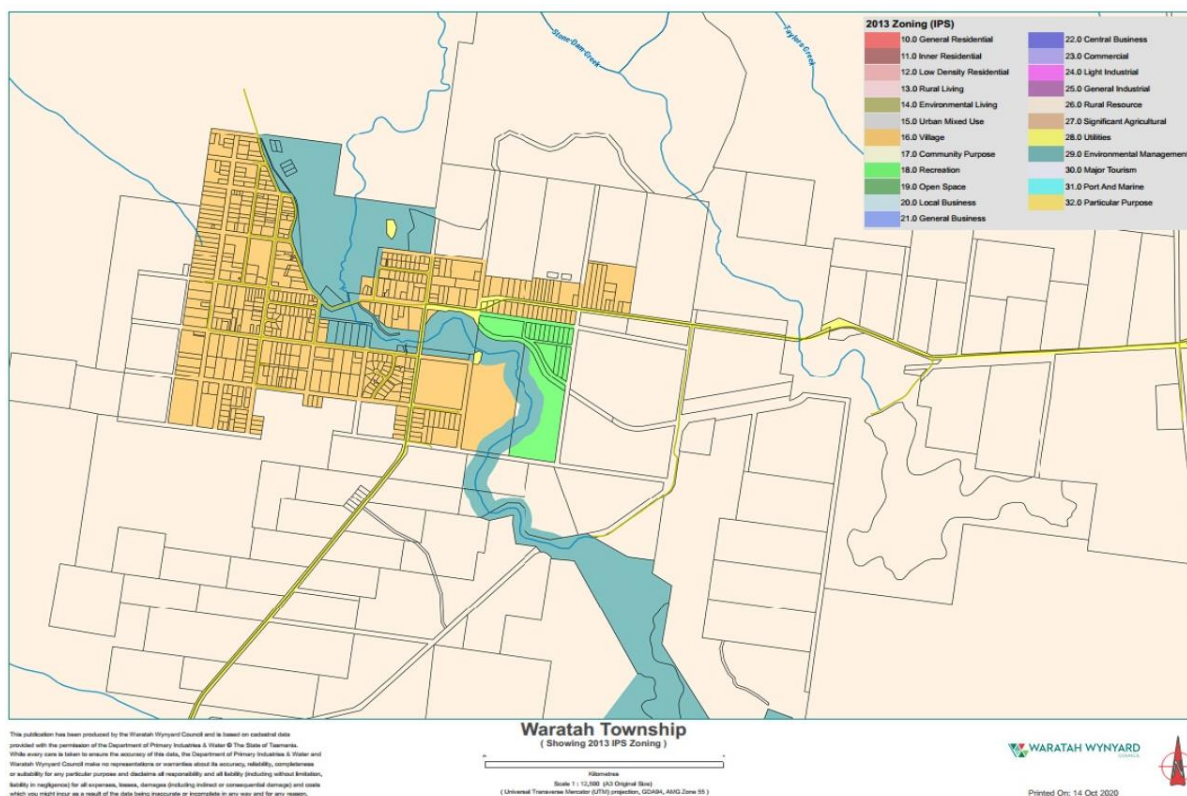 Stone-Dam-Creek
Taylors Creek
2013 Zoning (IPS)
10.0 General Residential
11.0 Inner Residential
12.0 Low Density Residential
13.0 Rural Living
14.0 Environmental Living
15.0 Urban Mixed Use
16.0 Village
17.0 Community Purpose
18.0 Recreation
19.0 Open Space
20.0 Local Business
21.0 General Business
22.0 Central Business
23.0 Commercial
24.0 Light Industrial
25.0 General Industrial
26.0 Rural Resource
27.0 Significant Agricultural
28.0 Utilities
29.0 Environmental Management
30.0 Major Tourism
31.0 Port And Marine
32.0 Particular Purpose
This publication has been produced by the Waratah Wynyard Council and is based on cadastral data
provided with the permission of the Department of Primary Industries & Water © The State of Tasmania.
While every care is taken to ensure the accuracy of this data, the Department of Primary Industries & Water and
Waratah Wynyard Council make no representations or warranties about its accuracy, reliability, completeness
or suitability for any particular purpose and disclaims all responsibility and all liability (including without limitation,
liability in negligence) for all expenses, losses, damages (including indirect or consequential damage) and costs
which you might incur as a result of the data being inaccurate or incomplete in any way and for any reason.
Waratah Township
( Showing 2013 IPS Zoning )
Kilometres
Scale 1 : 12,500 (A3 Original Size)
( Universal Transverse Mercator (UTM) projection, GDA94, AMG Zone 55 )
WARATAH WYNYARD
COUNCIL
Printed On: 14 Oct 2020